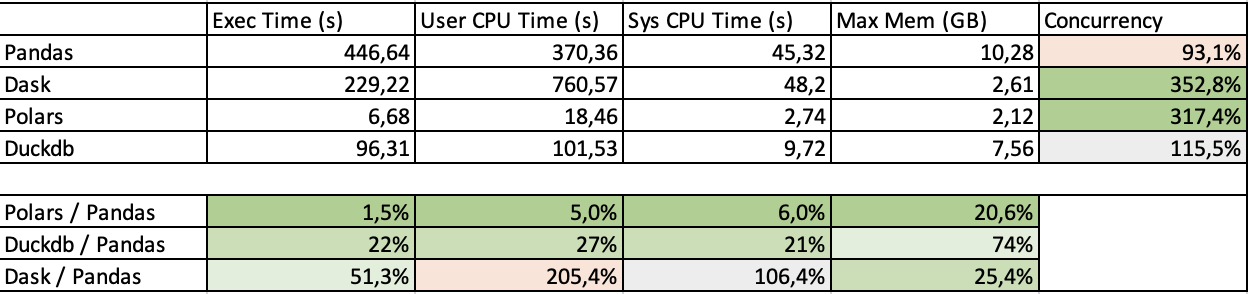 Exec Time (s) User CPU Time (s) Sys CPU Time (s) Max Mem (GB) Concurrency
Pandas 446,64 370,36 45,32 10,28 93,1%
Dask 229,22 760,57 48,2 2,61 352,8%
Polars 6,68 18,46 2,74 2,12 317,4%
Duckdb 96,31 101,53 9,72 7,56 115,5%
Polars / Pandas 1,5% 5,0% 6,0% 20,6%
Duckdb / Pandas 22% 27% 21% 74%
Dask / Pandas 51,3% 205,4% 106,4% 25,4%